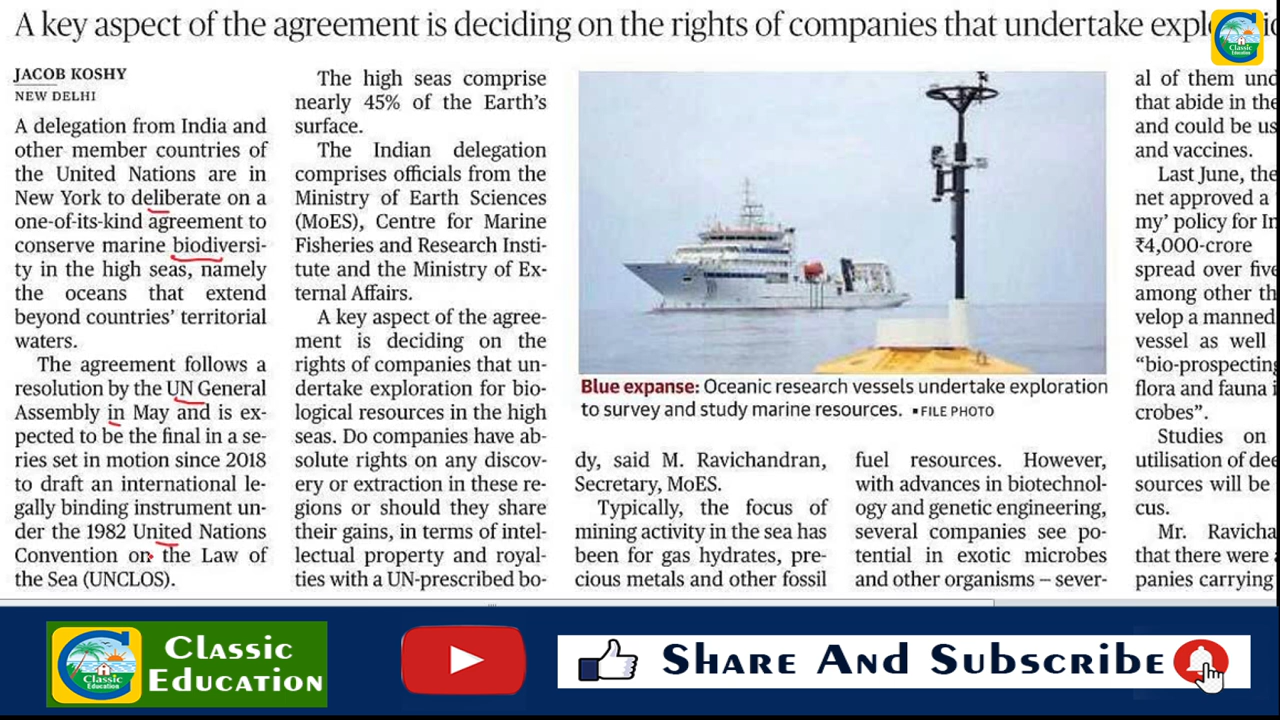 A key aspect of the agreement is deciding on the rights of companies that undertake
JACOB KOSHY
NEW DELHI
A delegation from India and
other member countries of
the United Nations are in
New York to deliberate on a
one-of-its-kind agreement to
conserve marine biodiversi-
ty in the high seas, namely
the oceans that extend
beyond countries' territorial
waters.
The agreement follows a
resolution by the UN General
Assembly in May and is ex-
pected to be the final in a se-
ries set in motion since 2018
to draft an international le-
gally binding instrument un-
der the 1982 United Nations
Convention on the Law of
the Sea (UNCLOS).
The high seas comprise
nearly 45% of the Earth's
surface.
The Indian delegation
comprises officials from the
Ministry of Earth Sciences
(MoES), Centre for Marine
Fisheries and Research Insti-
tute and the Ministry of Ex-
ternal Affairs.
A key aspect of the agree-
ment is deciding on the
rights of companies that un-
dertake exploration for bio-
logical resources in the high
seas. Do companies have ab-
solute rights on any discov-
ery or extraction in these re-
gions or should they share
their gains, in terms of intel-
lectual property and royal-
ties with a UN-prescribed bo-
Blue expanse: Oceanic research vessels undertake exploration
to survey and study marine resources. ▪FILE PHOTO
dy, said M. Ravichandran,
Secretary, MoES.
Typically, the focus of
mining activity in the sea has
been for gas hydrates, pre-
cious metals and other fossil
fuel resources. However,
with advances in biotechnol-
ogy and genetic engineering,
several companies see po-
tential in exotic microbes
and other organisms – sever-
al of them und
that abide in the
and could be us
and vaccines.
Last June, the
net approved a
my' policy for In
₹4,000-crore
spread over five
among other th
velop a manned
vessel as well
"bio-prospecting
flora and fauna i
crobes".
Studies on
utilisation of dee
sources will be
cus.
Mr. Ravicha
that there were
panies carrying
Classic
Education
Classic
Education
Classic
Education
Share And Subscribe